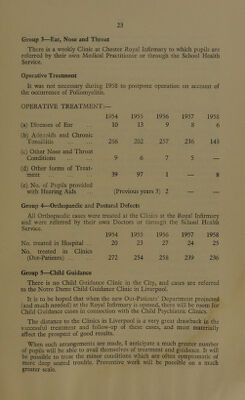 23
Group 3—Ear, Nose and Throat
There is a weekly Clinic at Chester Royal Infirmary to which pupils are
referred by their own Medical Practitioner or through the School Health
Service.
Operative Treatment
It was not necessary during 1958 to postpone operation on account of
the occurrence of Poliomyelitis.
OPERATIVE TREATMENT:—
1954 1955 1956 1957 1958
(a) Diseases of Ear ... 10 13 9 8 6
(b) Adenoids and Chronic
Tonsilitis ... 266 202 257 236 149
(c) Other Nose and Throat
Conditions ... 9 6 7 5 —
(d) Other forms of Treat-
ment ... 39 97 1 — 8
(e) No. of Pupils provided
with Hearing Aids ... (Previous years 3) 2 — —
Group 4—Orthopaedic and Postural Defects
All Orthopaedic cases were treated at the Clinics at the Royal Infirmary
and were referred by their own Doctors or through the School Health
Service.
1954 1955 1956 1957 1958
No. treated in Hospital ... 20 23 27 24 25
No. treated in Clinics
(Out-Patients) ... 272 254 258 239 236
Group 5—Child Guidance
There is no Child Guidance Clinic in the City, and cases are referred
to the Notre Dame Child Guidance Clinic in Liverpool.
It is to be hoped that when the new Out-Patients' Department projected
(and much needed) at the Royal Infirmary is opened, there will be room for
Child Guidance cases in connection with the Child Psychiatric Clinics.
The distance to the Clinics in Liverpool is a very great drawback in the
successful treatment and follow-up of these cases, and must materially
affect the prospect of good results.
When such arrangements are made, I anticipate a much greater number
of pupils will be able to avail themselves of treatment and guidance. It will
be possible to treat the minor conditions which are often symptomatic of
more deep seated trouble. Preventive work will be possible on a much
greater scale.